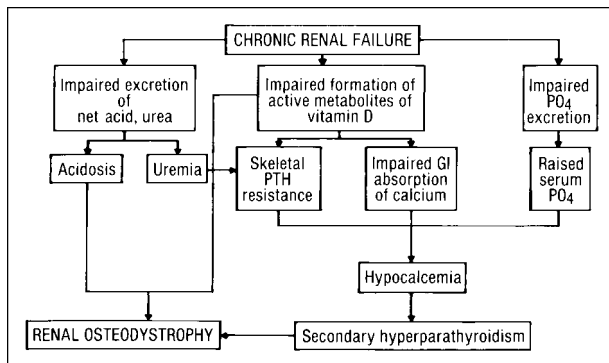 CHRONIC RENAL FAILURE
Impaired excretion
of
net acid, urea
Impaired formation of
active metabolites of
vitamin D
Impaired
PO4
excretion
Acidosis
Uremia
Skeletal
PTH
resistance
Impaired GI
absorption
of calcium
Raised
serum
PO4
Hypocalcemia
RENAL OSTEODYSTROPHY
Secondary hyperparathyroidism